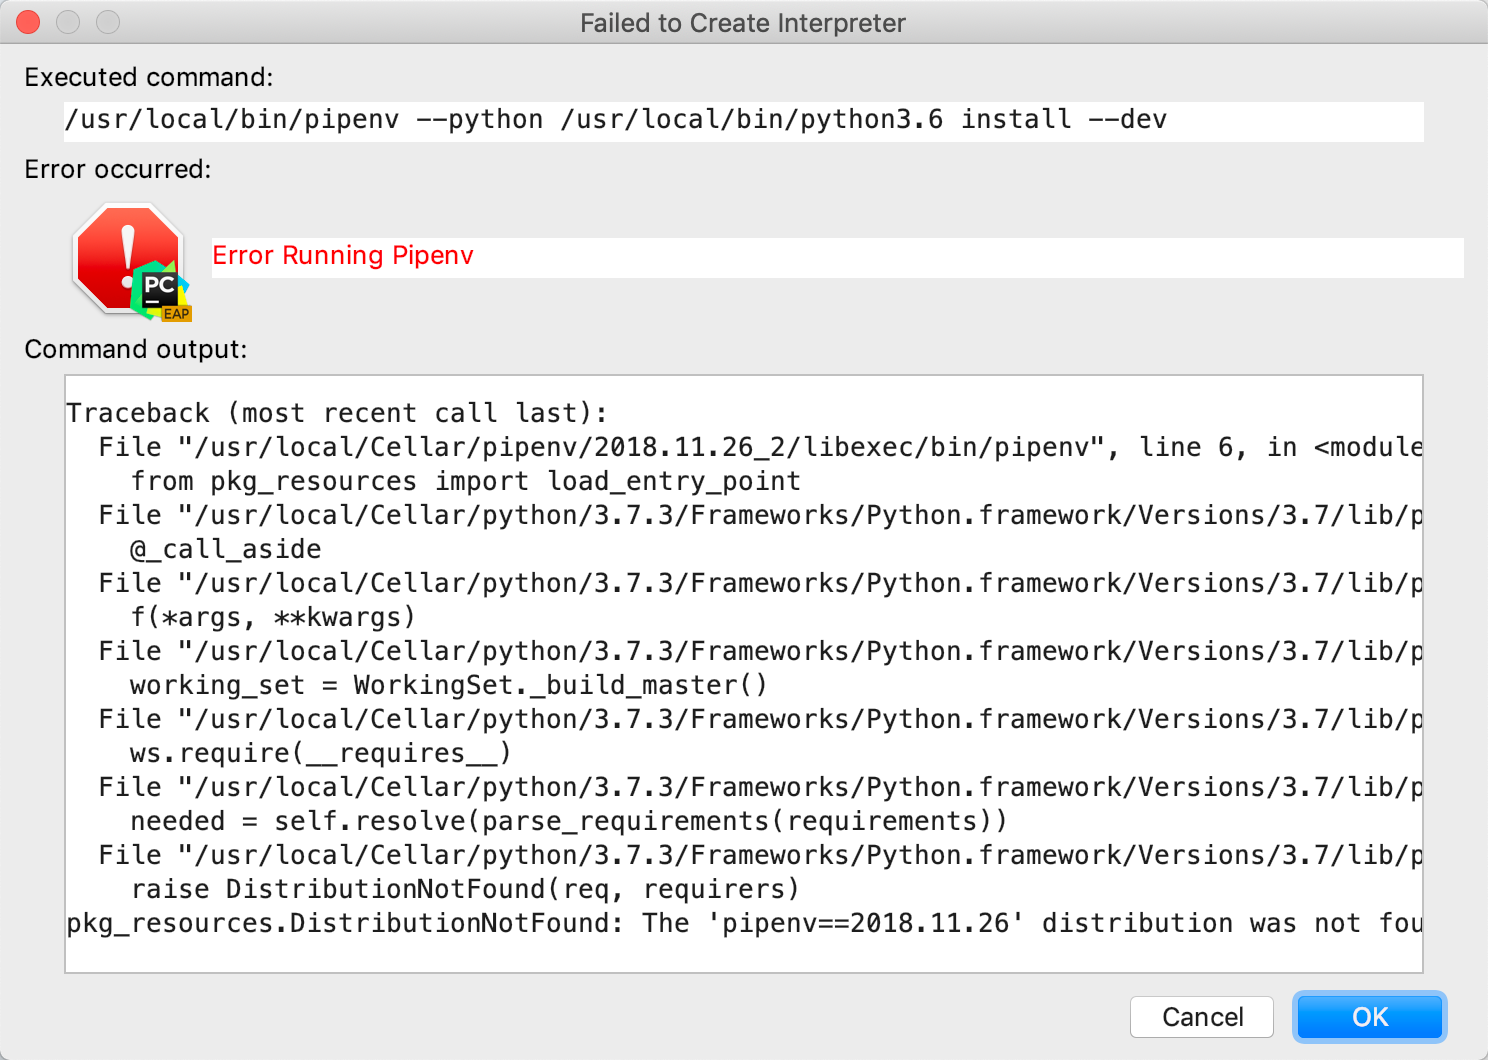 Failed to Create Interpreter
Executed command:
/usr/local/bin/pipenv --python /usr/local/bin/python3.6 install --dev
Error occurred:
Error Running Pipenv
PC
EAP
Command output:
Traceback (most recent call last):
  File "/usr/local/Cellar/pipenv/2018.11.26_2/libexec/bin/pipenv", line 6, in <module
    from pkg_resources import load_entry_point
  File "/usr/local/Cellar/python/3.7.3/Frameworks/Python.framework/Versions/3.7/lib/p
    @_call_aside
  File "/usr/local/Cellar/python/3.7.3/Frameworks/Python.framework/Versions/3.7/lib/p
    f(*args, **kwargs)
  File "/usr/local/Cellar/python/3.7.3/Frameworks/Python.framework/Versions/3.7/lib/p
    working_set = WorkingSet._build_master()
  File "/usr/local/Cellar/python/3.7.3/Frameworks/Python.framework/Versions/3.7/lib/p
    ws.require(__requires__)
  File "/usr/local/Cellar/python/3.7.3/Frameworks/Python.framework/Versions/3.7/lib/p
    needed = self.resolve(parse_requirements(requirements))
  File "/usr/local/Cellar/python/3.7.3/Frameworks/Python.framework/Versions/3.7/lib/p
    raise DistributionNotFound(req, requirers)
pkg_resources.DistributionNotFound: The 'pipenv==2018.11.26' distribution was not fou
Cancel
OK